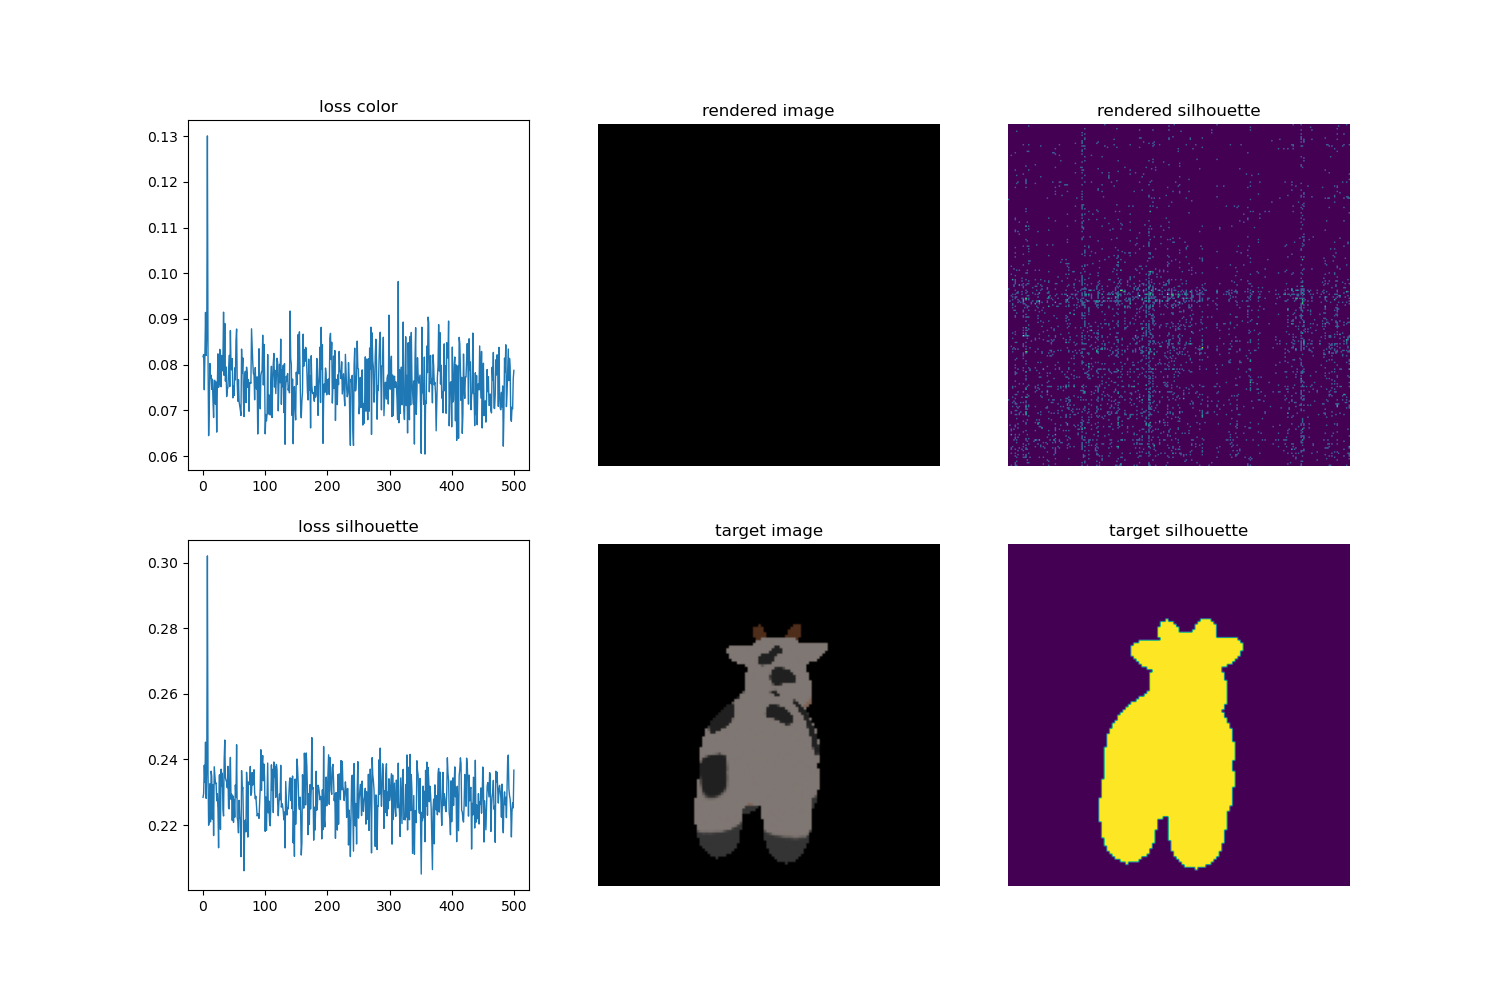 loss color
0.13
0.12
0.11
0.10
0.09
0.08
0.07
0.06
0 100 200 300 400 500
rendered image
rendered silhouette
loss silhouette
0.30
0.28
0.26
0.24
0.22
0 100 200 300 400 500
target image
target silhouette